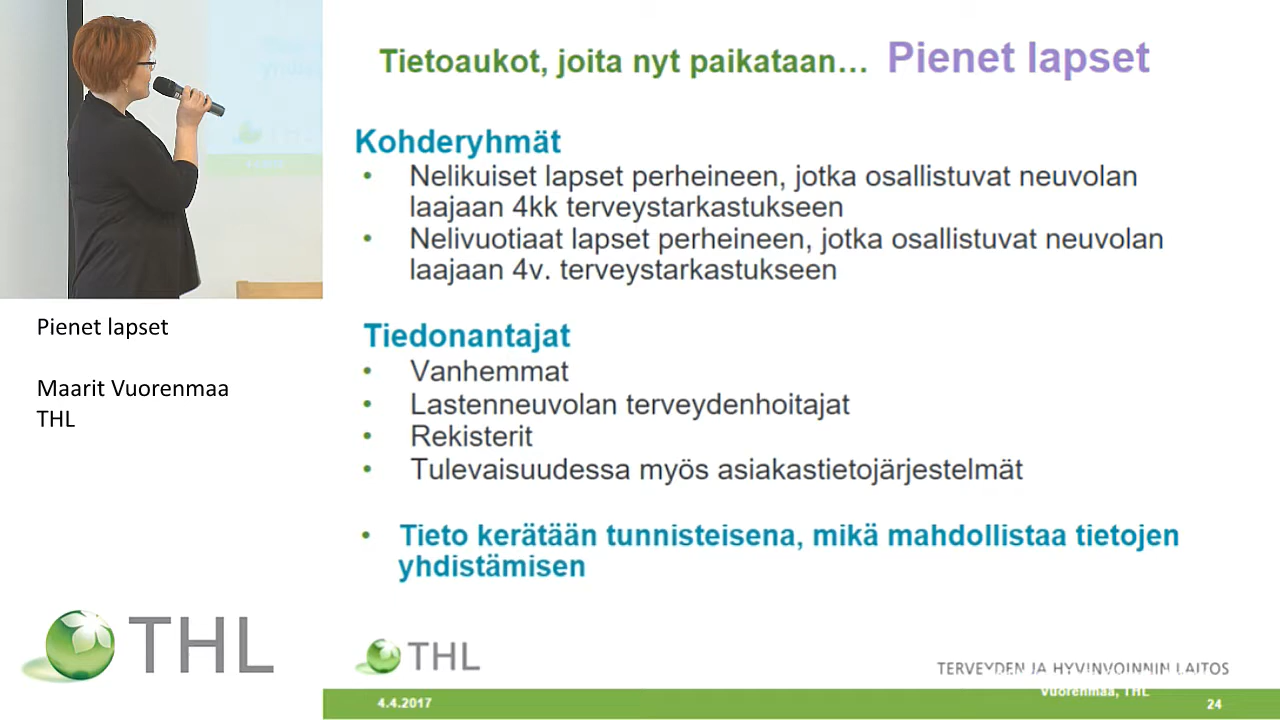 Tietoaukot, joita nyt paikataan… Pienet lapset
Kohderyhmät
• Nelikuiset lapset perheineen, jotka osallistuvat neuvolan
laajaan 4kk terveystarkastukseen
• Nelivuotiaat lapset perheineen, jotka osallistuvat neuvolan
laajaan 4v. terveystarkastukseen
Tiedonantajat
• Vanhemmat
• Lastenneuvolan terveydenhoitajat
• Rekisterit
• Tulevaisuudessa myös asiakastietojärjestelmät
• Tieto kerätään tunnisteisena, mikä mahdollistaa tietojen
yhdistämisen
THL
TERVEYDEN JA HYVINVOINNIN LAITOS
4.4.2017
Vuorenmaa, THL
24
Pienet lapset
Maarit Vuorenmaa
THL
THL